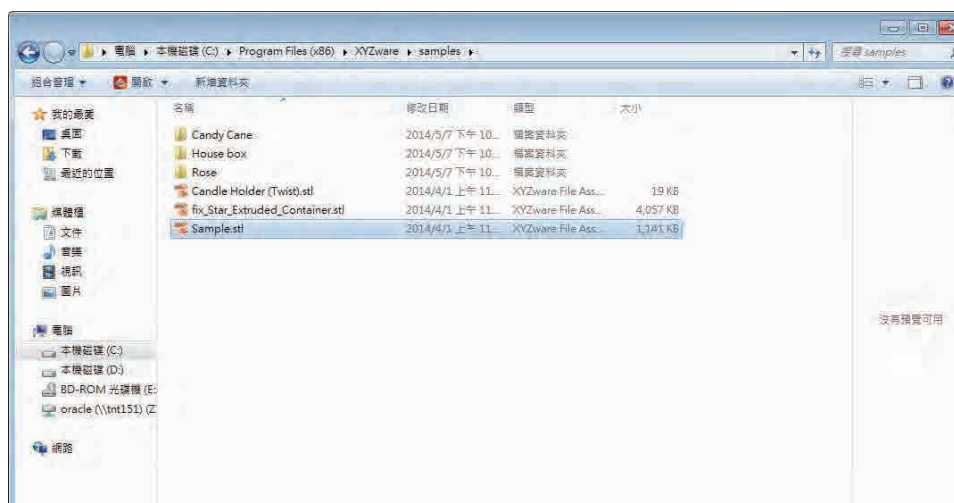 電腦 ▸ 本機磁碟 (C:) ▸ Program Files (x86) ▸ XYZware ▸ samples ▸
搜尋 samples
組合管理 開啟 新增資料夾
名稱 修改日期 類型 大小
Candy Cane 2014/5/7 下午 10... 檔案資料夾
House box 2014/5/7 下午 10... 檔案資料夾
Rose 2014/5/7 下午 10... 檔案資料夾
Candle Holder (Twist).stl 2014/4/1 上午 11... XYZware File Ass... 19 KB
fix_Star_Extruded_Container.stl 2014/4/1 上午 11... XYZware File Ass... 4,057 KB
Sample.stl 2014/4/1 上午 11... XYZware File Ass... 1,141 KB
我的最愛
桌面
下載
最近的位置
媒體櫃
文件
音樂
視訊
圖片
電腦
本機磁碟 (C:)
本機磁碟 (D:)
BD-ROM 光碟機 (E:
oracle (\\tnt151) (Z
網路
沒有預覽可用